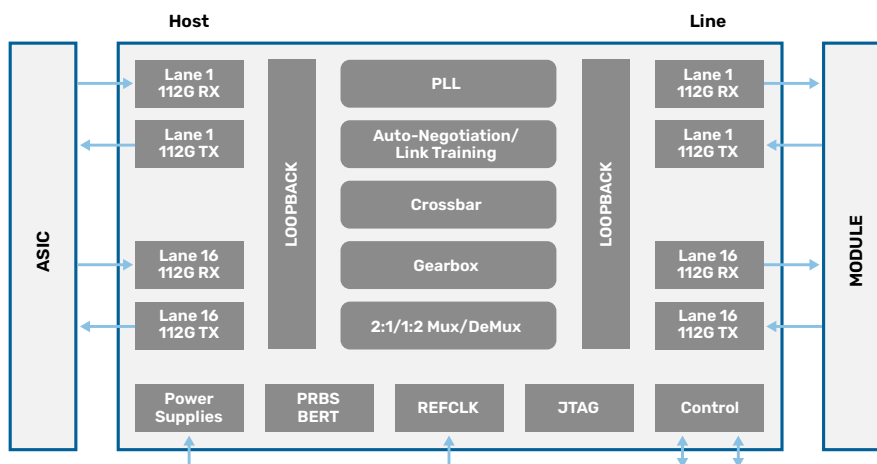 Host
Line
ASIC
Lane 1
112G RX
Lane 1
112G TX
Lane 16
112G RX
Lane 16
112G TX
LOOPBACK
PLL
Auto-Negotiation/
Link Training
Crossbar
Gearbox
2:1/1:2 Mux/DeMux
LOOPBACK
Lane 1
112G RX
Lane 1
112G TX
Lane 16
112G RX
Lane 16
112G TX
MODULE
Power
Supplies
PRBS
BERT
REFCLK
JTAG
Control